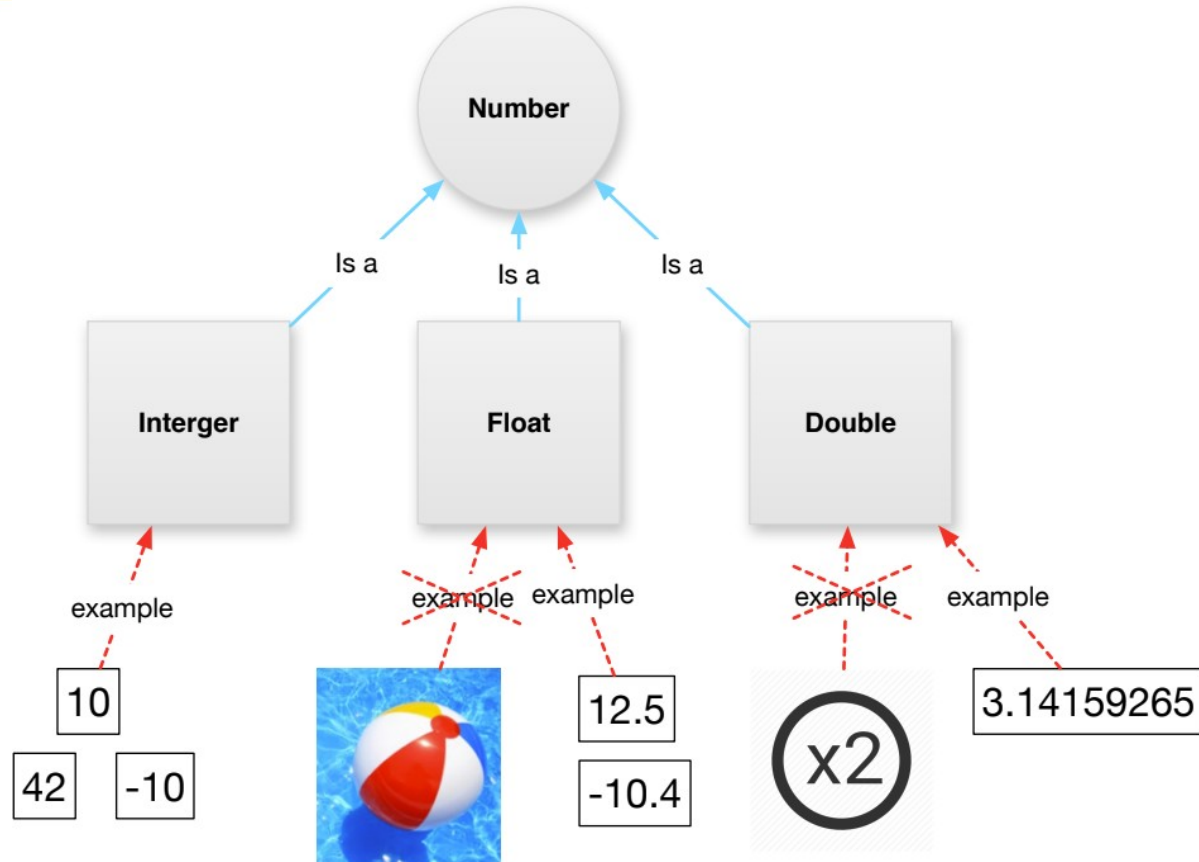 Number
Is a
Is a
Is a
Interger
Float
Double
example
example
example
example
example
10
42
-10
12.5
-10.4
x2
3.14159265